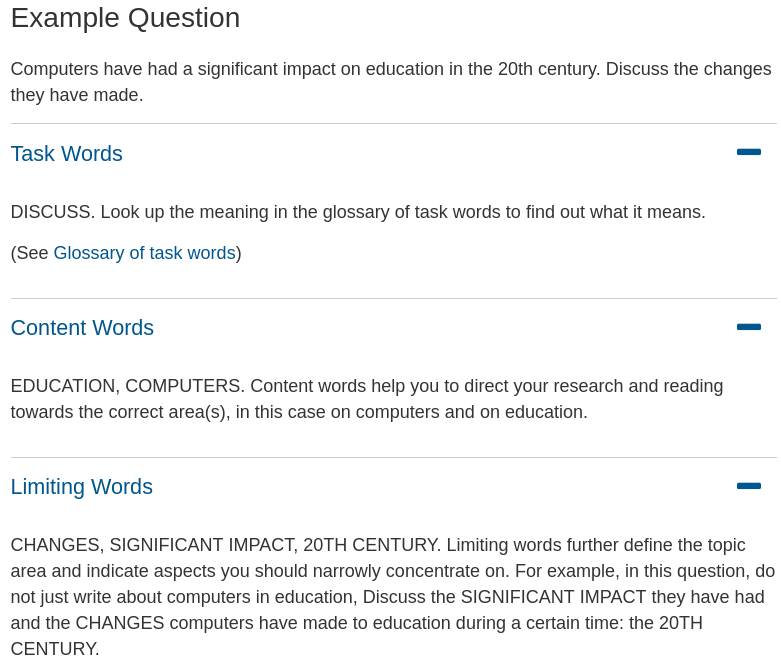 Example Question
Computers have had a significant impact on education in the 20th century. Discuss the changes
they have made.
Task Words
DISCUSS. Look up the meaning in the glossary of task words to find out what it means.
(See Glossary of task words)
Content Words
EDUCATION, COMPUTERS. Content words help you to direct your research and reading
towards the correct area(s), in this case on computers and on education.
Limiting Words
CHANGES, SIGNIFICANT IMPACT, 20TH CENTURY. Limiting words further define the topic
area and indicate aspects you should narrowly concentrate on. For example, in this question, do
not just write about computers in education, Discuss the SIGNIFICANT IMPACT they have had
and the CHANGES computers have made to education during a certain time: the 20TH
CENTURY.